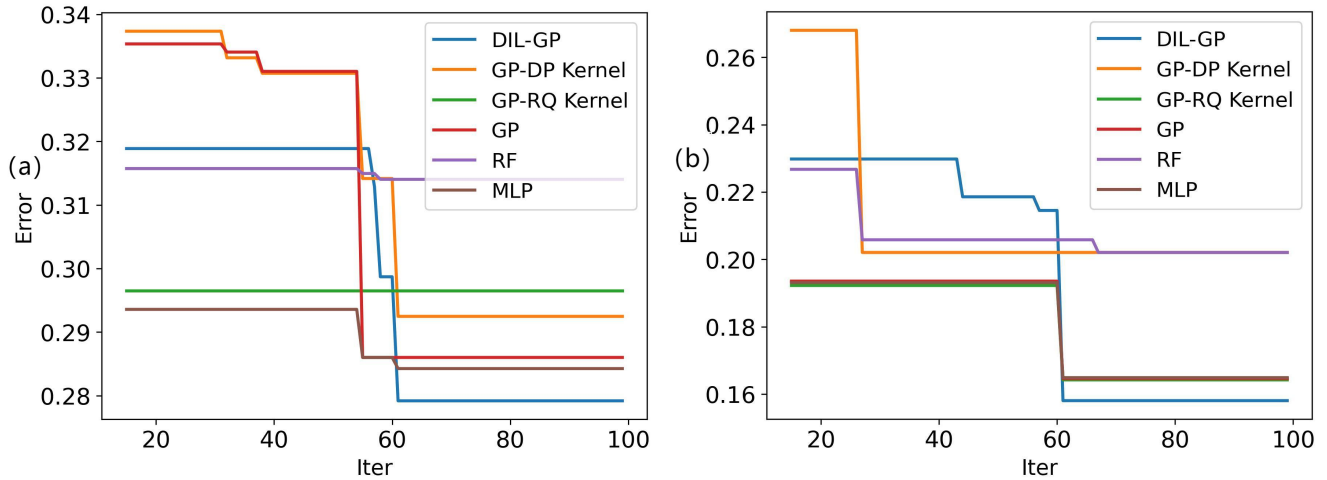 (a)
Error
0.34
0.33
0.32
0.31
0.30
0.29
0.28
20 40 60 80 100
Iter
DIL-GP
GP-DP Kernel
GP-RQ Kernel
GP
RF
MLP
(b)
Error
0.26
0.24
0.22
0.20
0.18
0.16
20 40 60 80 100
Iter
DIL-GP
GP-DP Kernel
GP-RQ Kernel
GP
RF
MLP